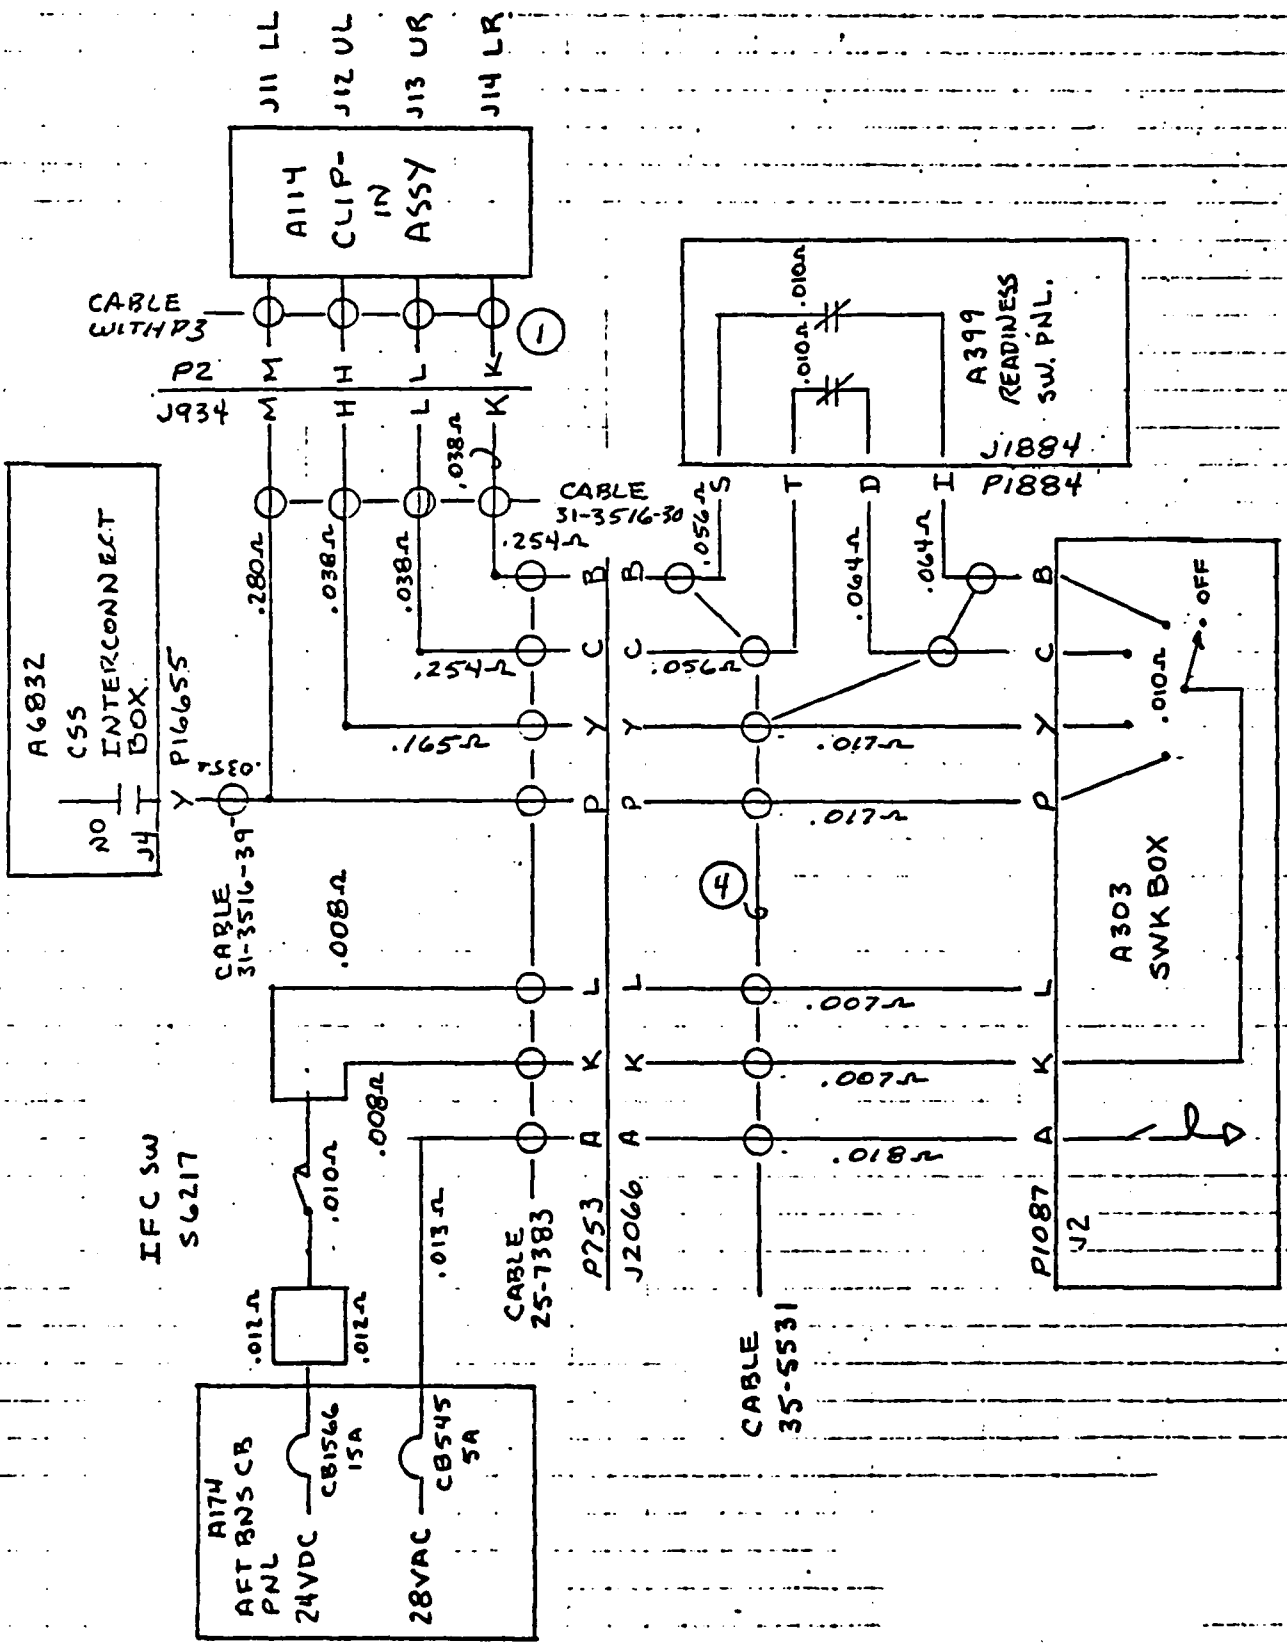 J11 LL
J12 UL
J13 UR
J14 LR
A114
CLIP-
IN
ASSY
CABLE
WITH P3
1
P2
M H L K
J934
M H L K
A6832
CSS
INTERCONNECT
BOX.
NO
J4
Y P16655
.035Ω
CABLE
31-3516-39
.280Ω
.038Ω
.038Ω
.038Ω
CABLE
31-3516-30
.254Ω
.254Ω
.165Ω
.008Ω
.008Ω
.013Ω
IFC SW
S6217
.010Ω
.012Ω
.012Ω
A174
AFT BNS CB
PNL
24VDC
CB1566
15A
28VAC
CB545
5A
CABLE
25-7383
P753
A K L P Y C B
J2066
A K L P Y C B
CABLE
35-5531
4
.056Ω
.056Ω
.064Ω
.064Ω
.017Ω
.017Ω
.007Ω
.007Ω
.018Ω
A399
READINESS
SW. PNL.
.010Ω
.010Ω
J1884
P1884
S T D I
P1087
A K L P Y C B
J2
A303
SWK BOX
.010Ω
OFF